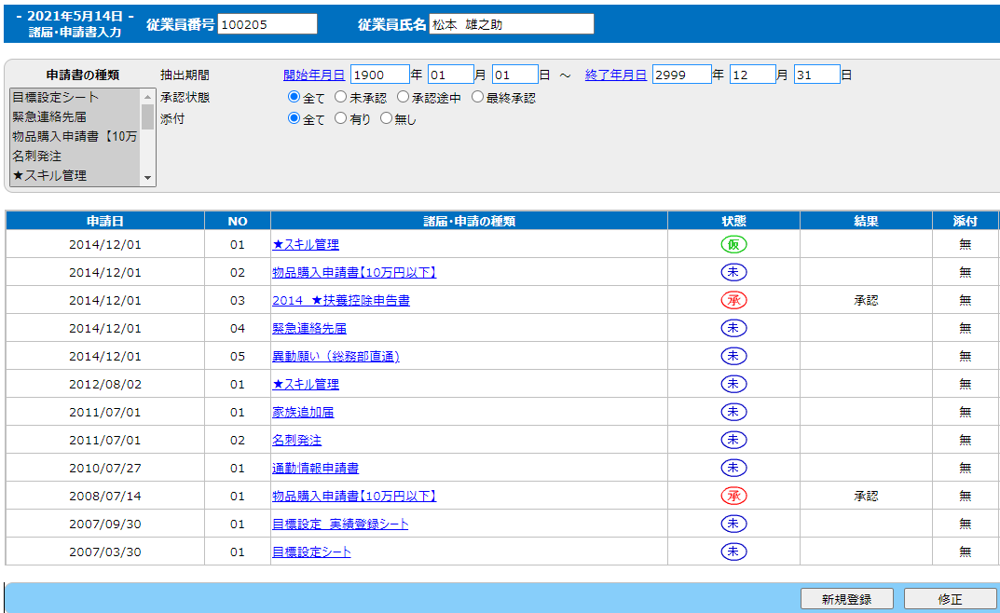 - 2021年5月14日 -
諸届・申請書入力
従業員番号 100205 従業員氏名 松本 雄之助
申請書の種類 抽出期間 開始年月日 1900 年 01 月 01 日 ～ 終了年月日 2999 年 12 月 31 日
目標設定シート 承認状態 全て 未承認 承認途中 最終承認
緊急連絡先届 添付 全て 有り 無し
物品購入申請書【10万
名刺発注
★スキル管理
申請日 NO 諸届・申請の種類 状態 結果 添付
2014/12/01 01 ★スキル管理 仮 無
2014/12/01 02 物品購入申請書【10万円以下】 未 無
2014/12/01 03 2014 ★扶養控除申告書 承 承認 無
2014/12/01 04 緊急連絡先届 未 無
2014/12/01 05 異動願い（総務部直通） 未 無
2012/08/02 01 ★スキル管理 未 無
2011/07/01 01 家族追加届 未 無
2011/07/01 02 名刺発注 未 無
2010/07/27 01 通勤情報申請書 未 無
2008/07/14 01 物品購入申請書【10万円以下】 承 承認 無
2007/09/30 01 目標設定 実績登録シート 未 無
2007/03/30 01 目標設定シート 未 無
新規登録 修正